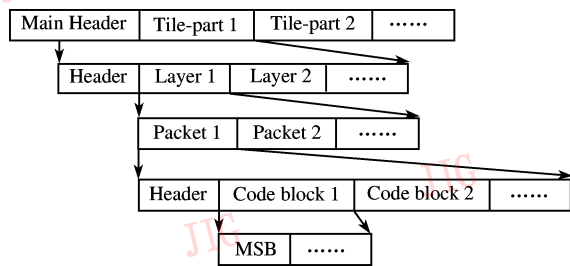 Main Header Tile-part 1 Tile-part 2 ……
Header Layer 1 Layer 2 ……
Packet 1 Packet 2 ……
Header Code block 1 Code block 2 ……
MSB ……
JIG
JIG